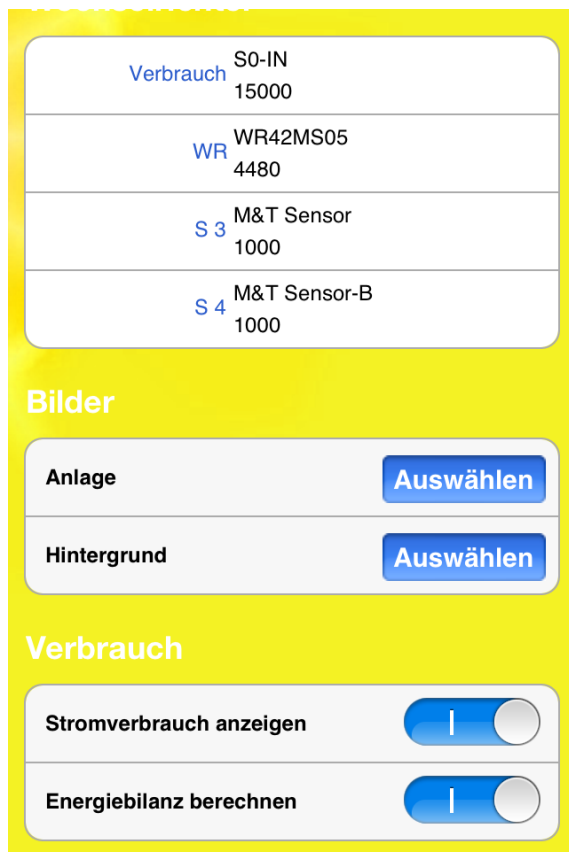 Verbrauch S0-IN
15000
WR WR42MS05
4480
S 3 M&T Sensor
1000
S 4 M&T Sensor-B
1000
Bilder
Anlage Auswählen
Hintergrund Auswählen
Verbrauch
Stromverbrauch anzeigen
Energiebilanz berechnen